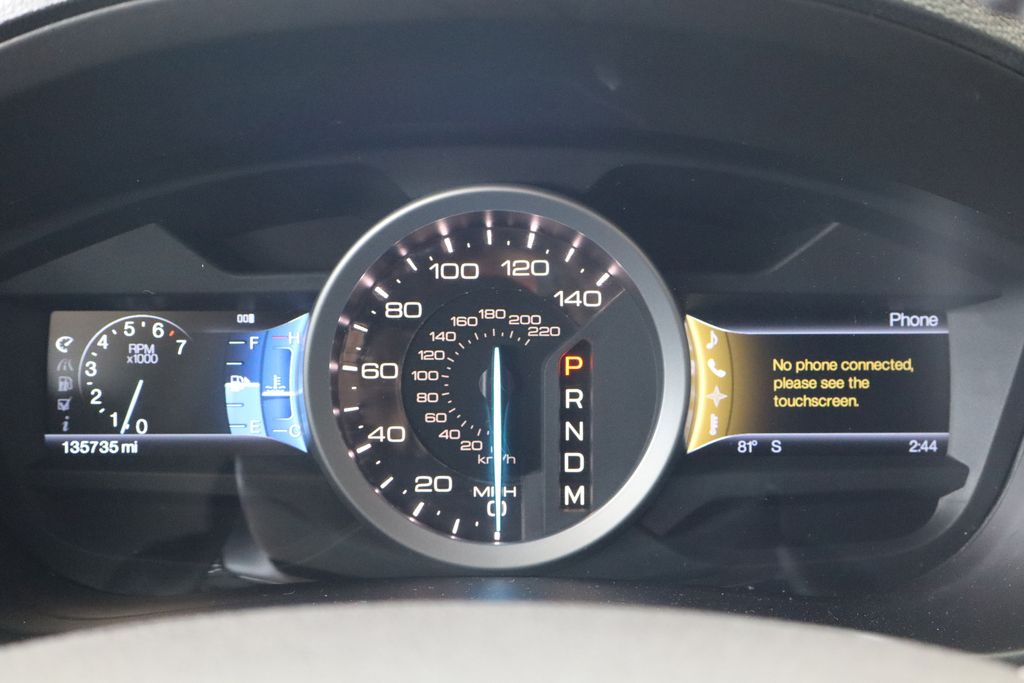 5 6
4 7
3
2
1 0
RPM
x1000
F
E
H
C
135735 mi
0
20
40
60
80
100
120
140
MPH
20
40
60
80
100
120
140
160
180
200
220
km/h
P
R
N
D
M
Phone
No phone connected,
please see the
touchscreen.
81° S
2:44